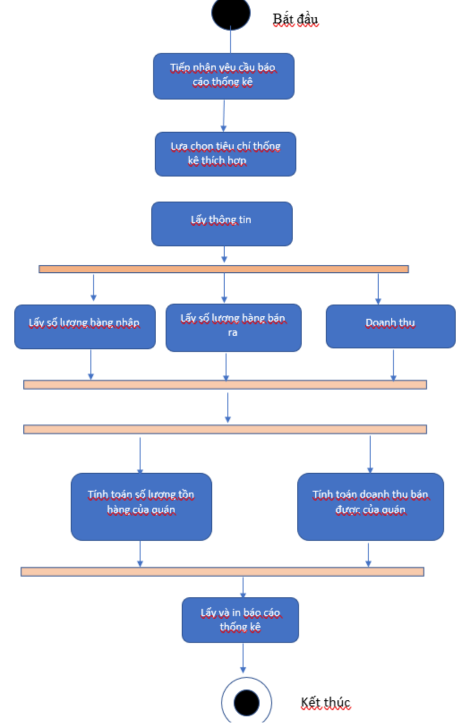 Bắt đầu
Tiếp nhận yêu cầu báo
cáo thống kê
Lựa chọn tiêu chí thống
kê thích hợp
Lấy thông tin
Lấy số lượng hàng nhập
Lấy số lượng hàng bán
ra
Doanh thu
Tính toán số lượng tồn
hàng của quán
Tính toán doanh thu bán
được của quán
Lấy và in báo cáo
thống kê
Kết thúc